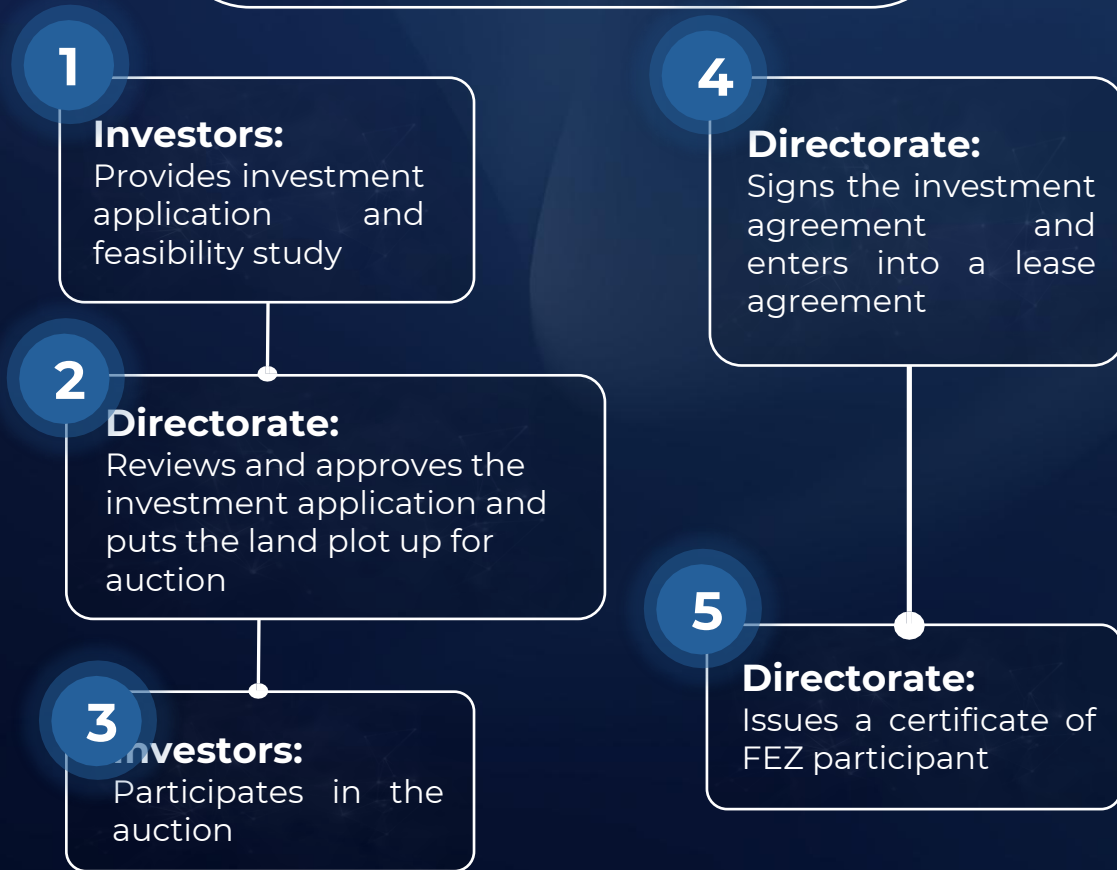 1
Investors:
Provides investment
application and
feasibility study
2
Directorate:
Reviews and approves the
investment application and
puts the land plot up for
auction
3
Investors:
Participates in the
auction
4
Directorate:
Signs the investment
agreement and
enters into a lease
agreement
5
Directorate:
Issues a certificate of
FEZ participant